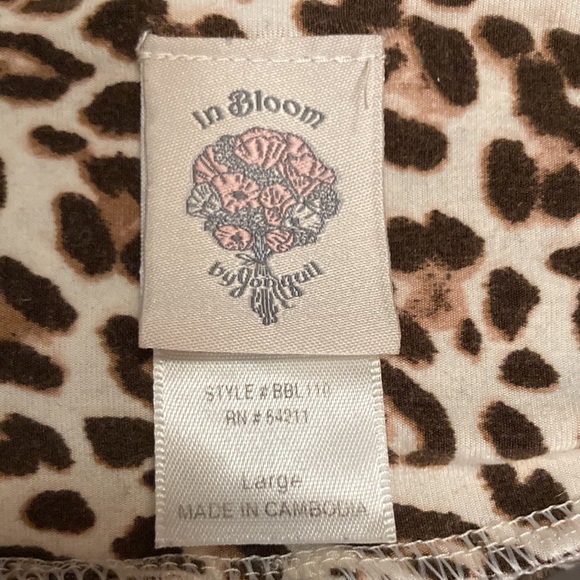 In Bloom
by Jonquil
STYLE # BBL110
RN # 54211
Large
MADE IN CAMBODIA